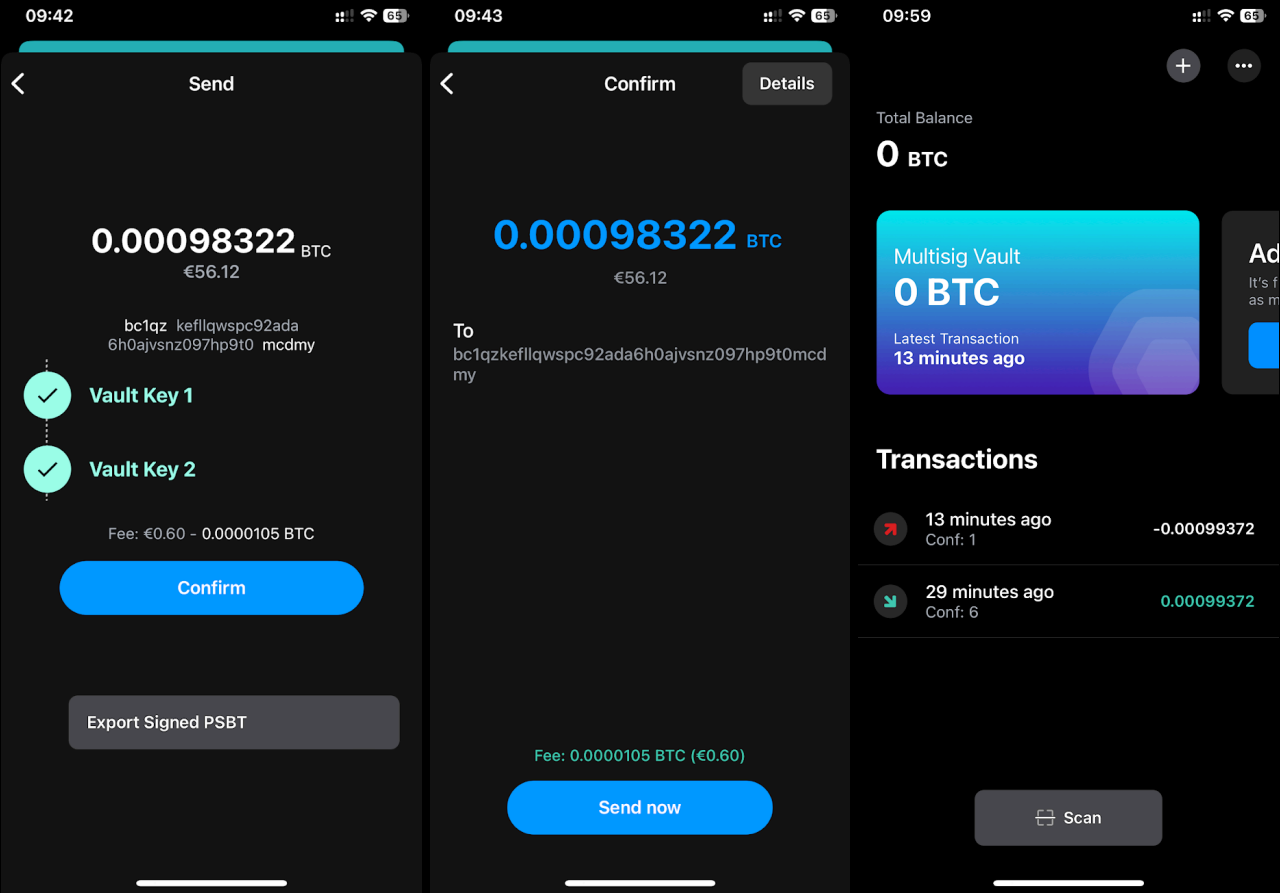 09:42
65
Send
0.00098322 BTC
€56.12
bc1qz kefllqwspc92ada
6h0ajvsnz097hp9t0 mcdmy
Vault Key 1
Vault Key 2
Fee: €0.60 - 0.0000105 BTC
Confirm
Export Signed PSBT
09:43
65
Confirm
Details
0.00098322 BTC
€56.12
To
bc1qzkefllqwspc92ada6h0ajvsnz097hp9t0mcd
my
Fee: 0.0000105 BTC (€0.60)
Send now
09:59
65
Total Balance
0 BTC
Multisig Vault
0 BTC
Latest Transaction
13 minutes ago
Ad
It's f
as m
Transactions
13 minutes ago
Conf: 1
-0.00099372
29 minutes ago
Conf: 6
0.00099372
Scan